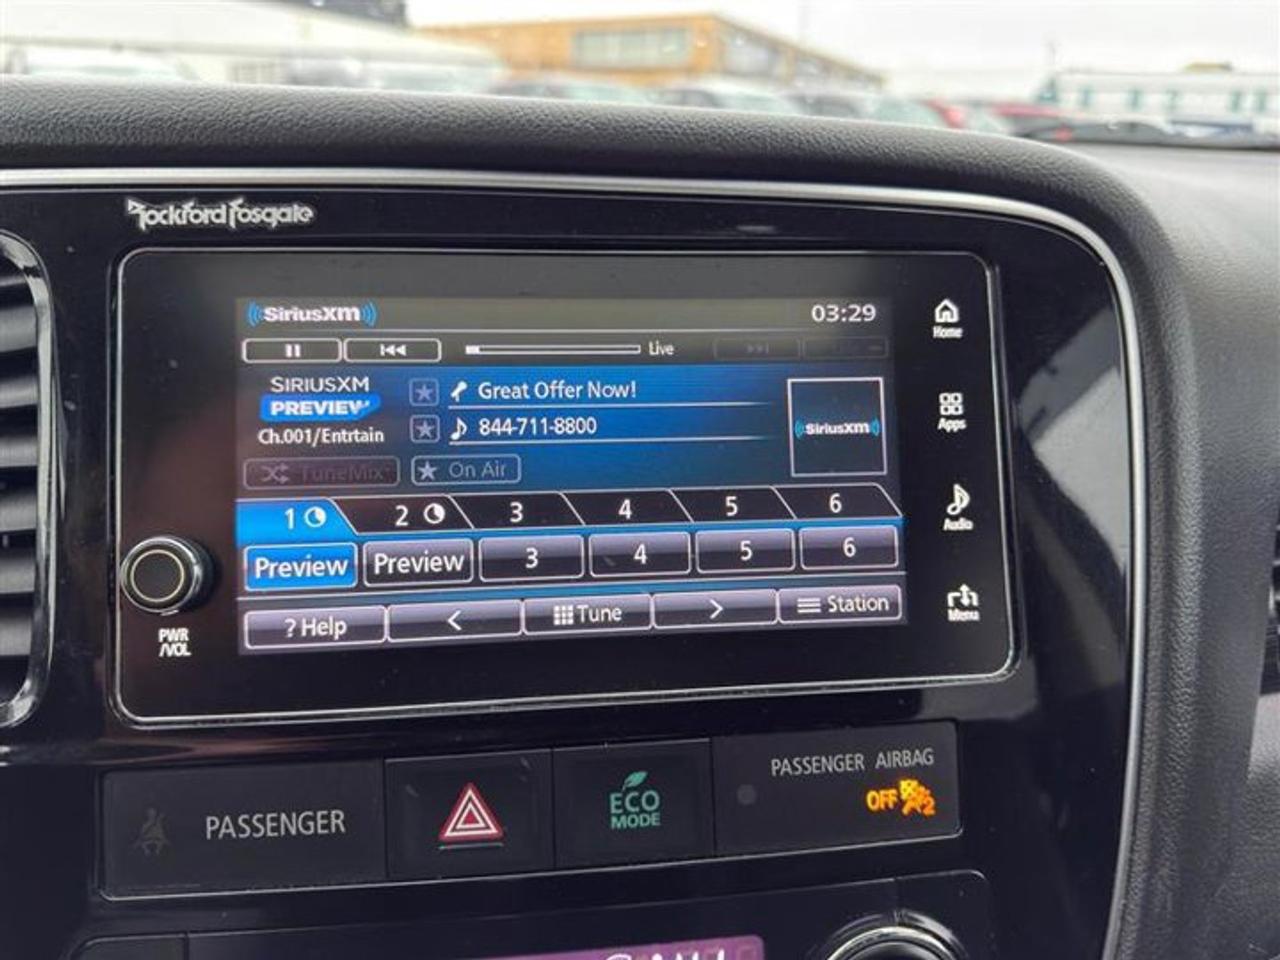 Rockford Fosgate
SiriusXM
03:29
Live
SIRIUSXM
PREVIEW
Ch.001/Entrtain
Great Offer Now!
844-711-8800
SiriusXM
TuneMix
On Air
1 2 3 4 5 6
Preview Preview 3 4 5 6
? Help < Tune > Station
Home
Apps
Audio
Menu
PWR
/VOL
PASSENGER
ECO
MODE
PASSENGER AIRBAG
OFF 2